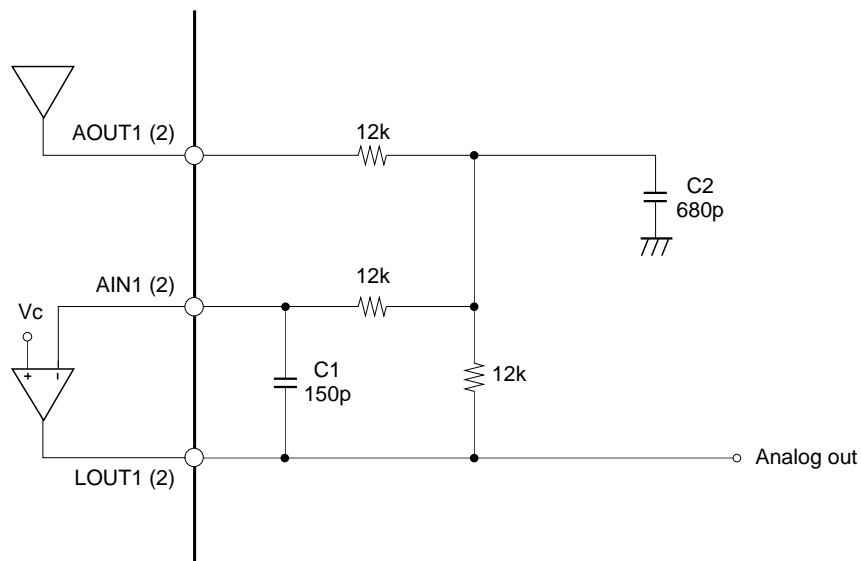 AOUT1 (2)
12k
C2
680p
AIN1 (2)
12k
Vc
+
–
C1
150p
12k
LOUT1 (2)
Analog out